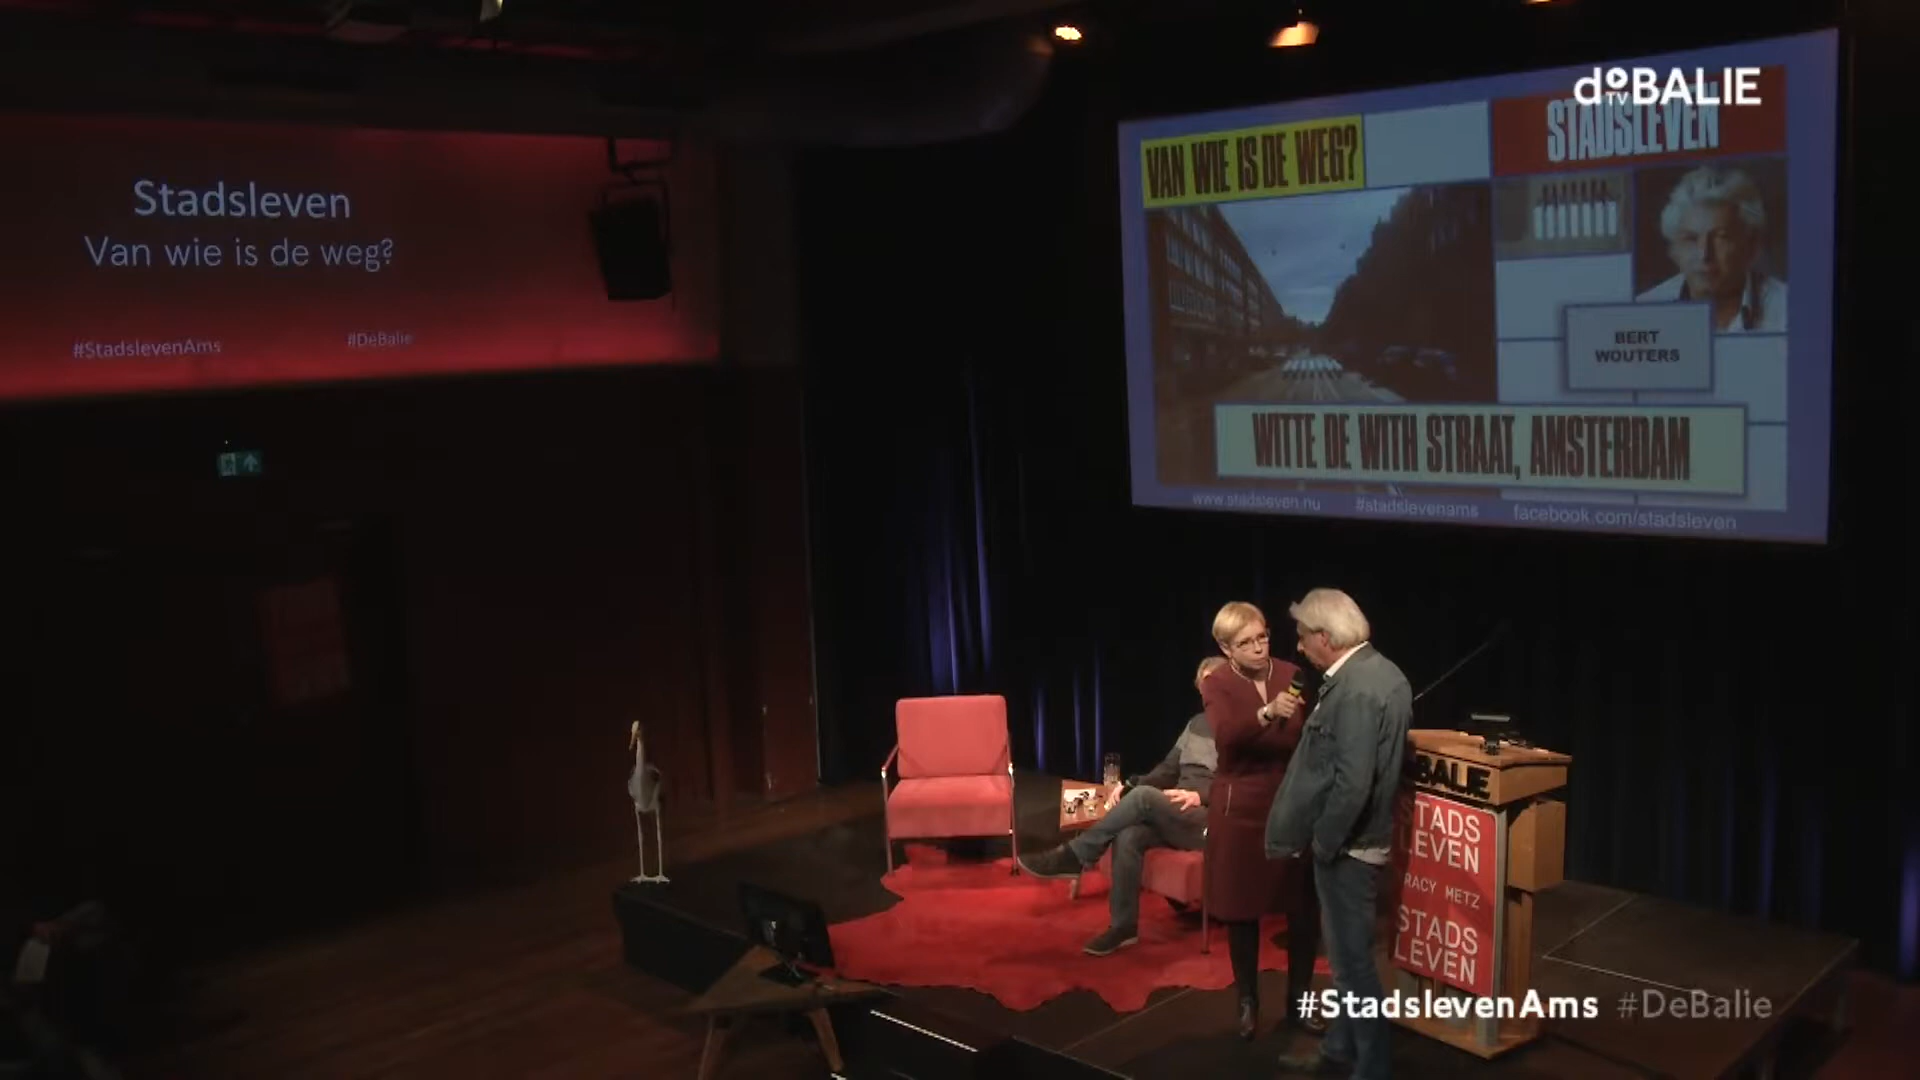 Stadsleven
Van wie is de weg?
#StadslevenAms #DeBalie
deBALIE
TV
STADSLEVEN
VAN WIE IS DE WEG?
BERT
WOUTERS
WITTE DE WITH STRAAT, AMSTERDAM
www.stadsleven.nu #stadslevenams facebook.com/stadsleven
BALIE
STADS
LEVEN
RACY METZ
STADS
LEVEN
#StadslevenAms #DeBalie